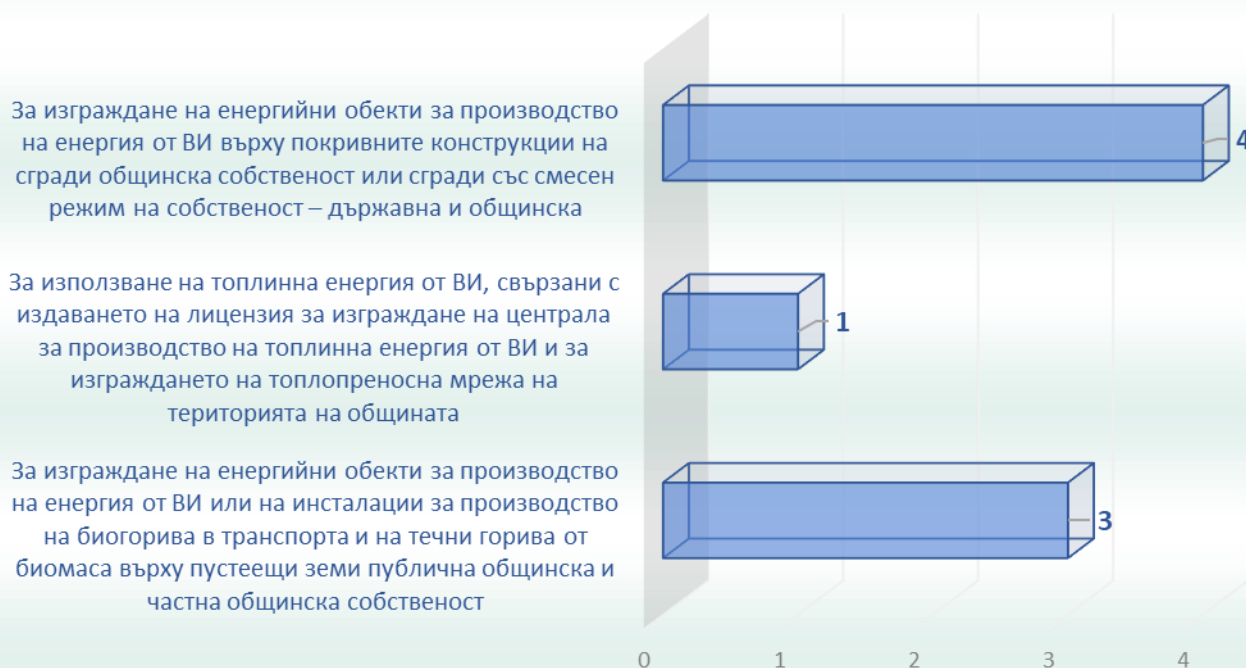 За изграждане на енергийни обекти за производство
на енергия от ВИ върху покривните конструкции на
сгради общинска собственост или сгради със смесен
режим на собственост – държавна и общинска
4
За използване на топлинна енергия от ВИ, свързани с
издаването на лицензия за изграждане на централа
за производство на топлинна енергия от ВИ и за
изграждането на топлопреносна мрежа на
територията на общината
1
За изграждане на енергийни обекти за производство
на енергия от ВИ или на инсталации за производство
на биогорива в транспорта и на течни горива от
биомаса върху пустеещи земи публична общинска и
частна общинска собственост
3
0 1 2 3 4